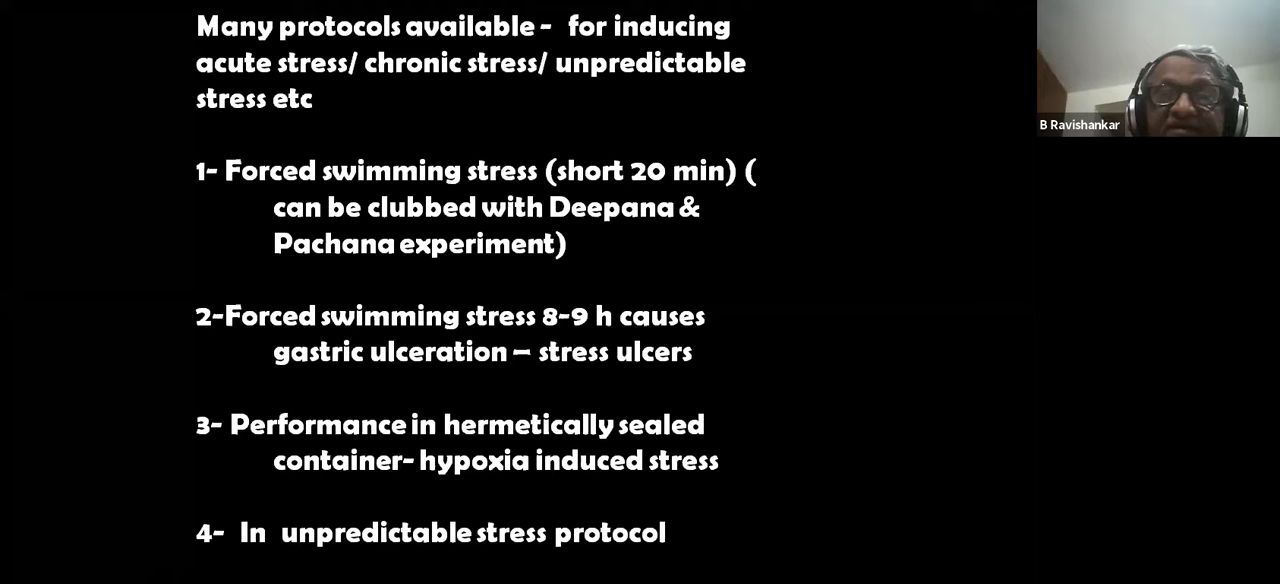 Many protocols available - for inducing
acute stress/ chronic stress/ unpredictable
stress etc
1- Forced swimming stress (short 20 min) (
can be clubbed with Deepana &
Pachana experiment)
2-Forced swimming stress 8-9 h causes
gastric ulceration – stress ulcers
3- Performance in hermetically sealed
container- hypoxia induced stress
4- In unpredictable stress protocol
B Ravishankar